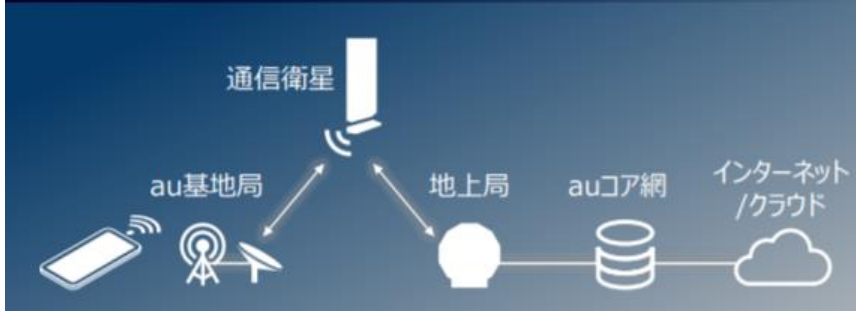 通信衛星
au基地局
地上局
auコア網
インターネット
/クラウド